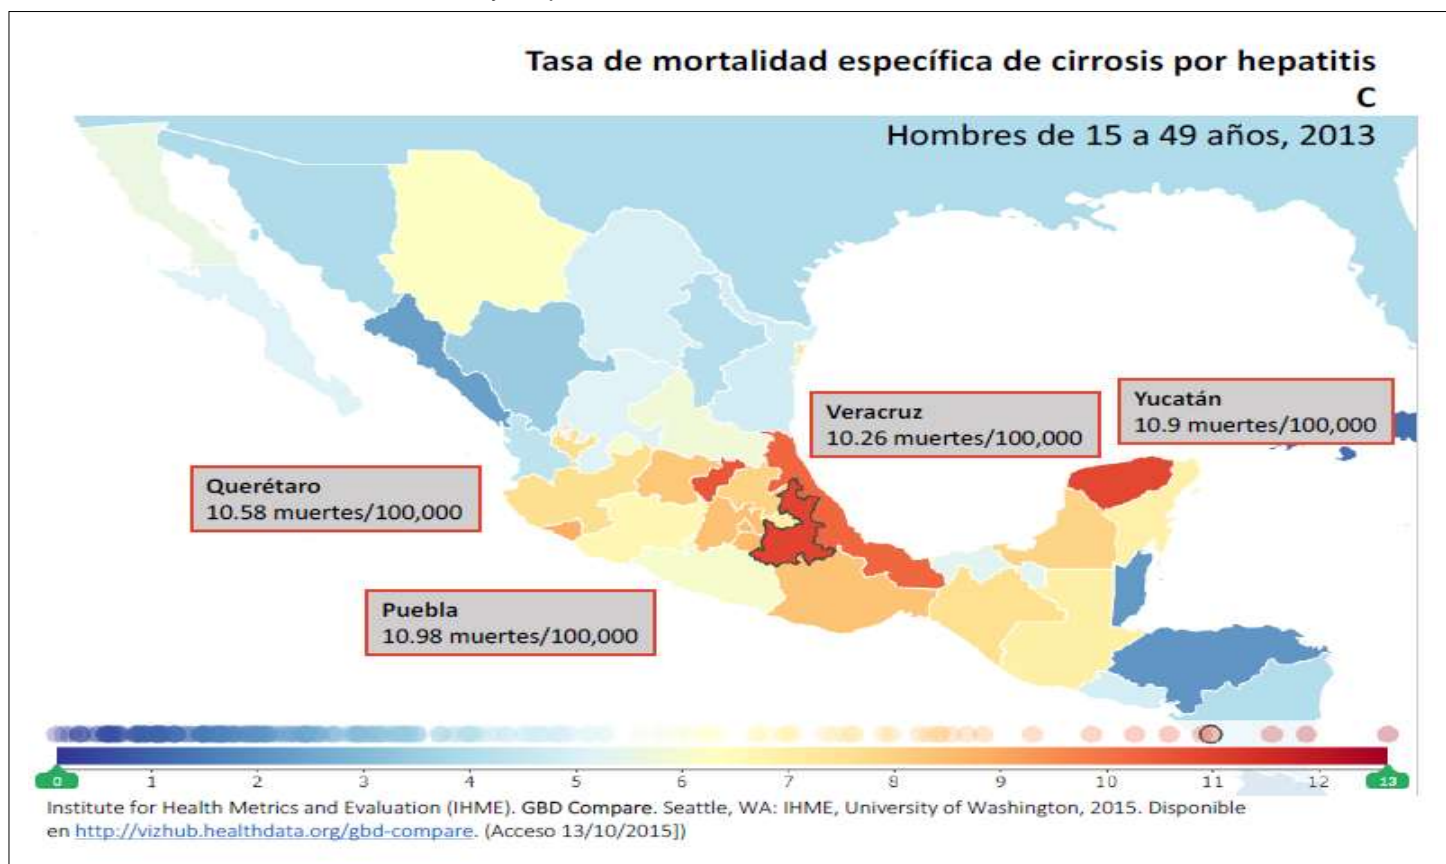 Tasa de mortalidad específica de cirrosis por hepatitis
C
Hombres de 15 a 49 años, 2013
Yucatán
10.9 muertes/100,000
Veracruz
10.26 muertes/100,000
Querétaro
10.58 muertes/100,000
Puebla
10.98 muertes/100,000
0 1 2 3 4 5 6 7 8 9 10 11 12 13
Institute for Health Metrics and Evaluation (IHME). GBD Compare. Seattle, WA: IHME, University of Washington, 2015. Disponible
en http://vizhub.healthdata.org/gbd-compare. (Acceso 13/10/2015])